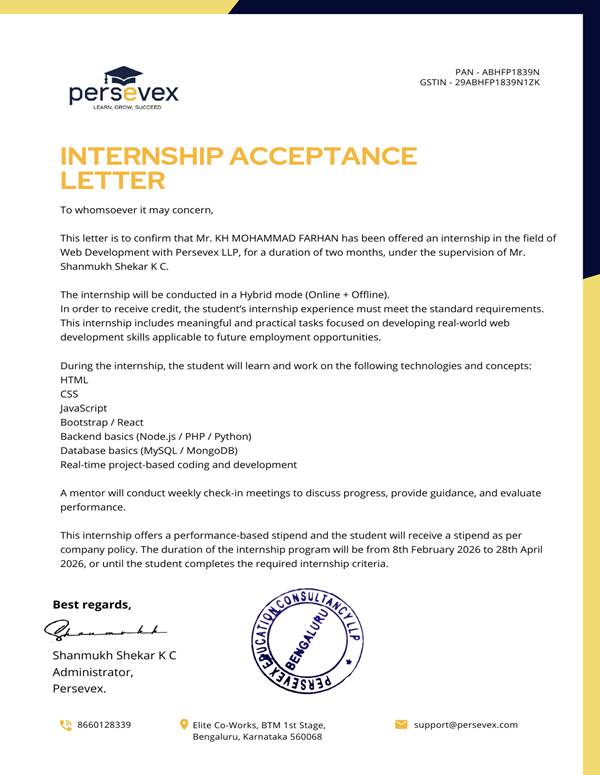 persevex
LEARN, GROW, SUCCEED
PAN - ABHFP1839N
GSTIN - 29ABHFP1839N1ZK
INTERNSHIP ACCEPTANCE
LETTER
To whomsoever it may concern,
This letter is to confirm that Mr. KH MOHAMMAD FARHAN has been offered an internship in the field of
Web Development with Persevex LLP, for a duration of two months, under the supervision of Mr.
Shanmukh Shekar K C.
The internship will be conducted in a Hybrid mode (Online + Offline).
In order to receive credit, the student’s internship experience must meet the standard requirements.
This internship includes meaningful and practical tasks focused on developing real-world web
development skills applicable to future employment opportunities.
During the internship, the student will learn and work on the following technologies and concepts:
HTML
CSS
JavaScript
Bootstrap / React
Backend basics (Node.js / PHP / Python)
Database basics (MySQL / MongoDB)
Real-time project-based coding and development
A mentor will conduct weekly check-in meetings to discuss progress, provide guidance, and evaluate
performance.
This internship offers a performance-based stipend and the student will receive a stipend as per
company policy. The duration of the internship program will be from 8th February 2026 to 28th April
2026, or until the student completes the required internship criteria.
Best regards,
Shanmukh
Shanmukh Shekar K C
Administrator,
Persevex.
PERSEVEX EDUCATION CONSULTANCY LLP
BENGALURU
8660128339
Elite Co-Works, BTM 1st Stage,
Bengaluru, Karnataka 560068
support@persevex.com